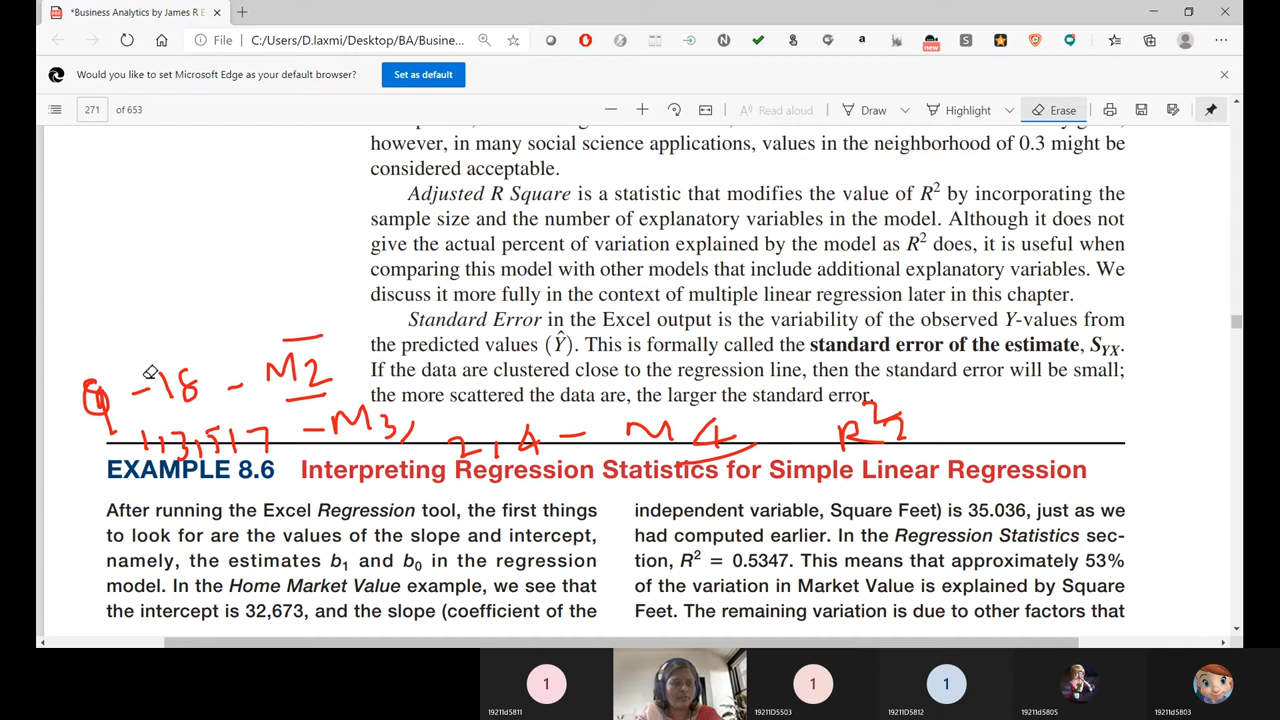 *Business Analytics by James R E
File
C:/Users/D.laxmi/Desktop/BA/Busine...
new
Would you like to set Microsoft Edge as your default browser?
Set as default
271 of 653
Read aloud
Draw
Highlight
Erase
however, in many social science applications, values in the neighborhood of 0.3 might be
considered acceptable.
Adjusted R Square is a statistic that modifies the value of R² by incorporating the
sample size and the number of explanatory variables in the model. Although it does not
give the actual percent of variation explained by the model as R² does, it is useful when
comparing this model with other models that include additional explanatory variables. We
discuss it more fully in the context of multiple linear regression later in this chapter.
Standard Error in the Excel output is the variability of the observed Y-values from
the predicted values (Ŷ). This is formally called the standard error of the estimate, SYX.
If the data are clustered close to the regression line, then the standard error will be small;
the more scattered the data are, the larger the standard error.
-18 - M2
1,3,5,7 - M3,
2,4 - M4
R²
EXAMPLE 8.6 Interpreting Regression Statistics for Simple Linear Regression
After running the Excel Regression tool, the first things
to look for are the values of the slope and intercept,
namely, the estimates b1 and b0 in the regression
model. In the Home Market Value example, we see that
the intercept is 32,673, and the slope (coefficient of the
independent variable, Square Feet) is 35.036, just as we
had computed earlier. In the Regression Statistics sec-
tion, R² = 0.5347. This means that approximately 53%
of the variation in Market Value is explained by Square
Feet. The remaining variation is due to other factors that
1
1
1
19211d5811
19211D5503
19211D5812
19211d5805
19211d5803